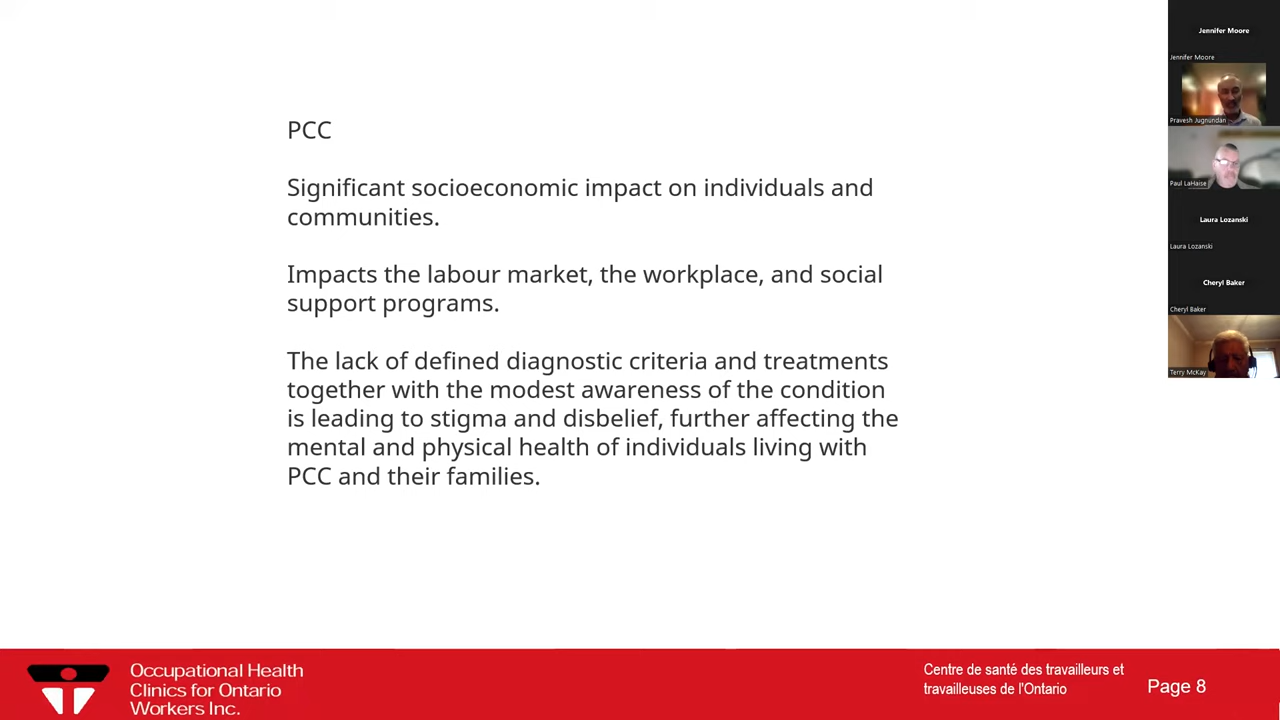 PCC
Significant socioeconomic impact on individuals and
communities.
Impacts the labour market, the workplace, and social
support programs.
The lack of defined diagnostic criteria and treatments
together with the modest awareness of the condition
is leading to stigma and disbelief, further affecting the
mental and physical health of individuals living with
PCC and their families.
Occupational Health
Clinics for Ontario
Workers Inc.
Centre de santé des travailleurs et
travailleuses de l'Ontario
Page 8
Jennifer Moore
Jennifer Moore
Pravesh Jugnundan
Paul LaHaise
Laura Lozanski
Laura Lozanski
Cheryl Baker
Cheryl Baker
Terry McKay